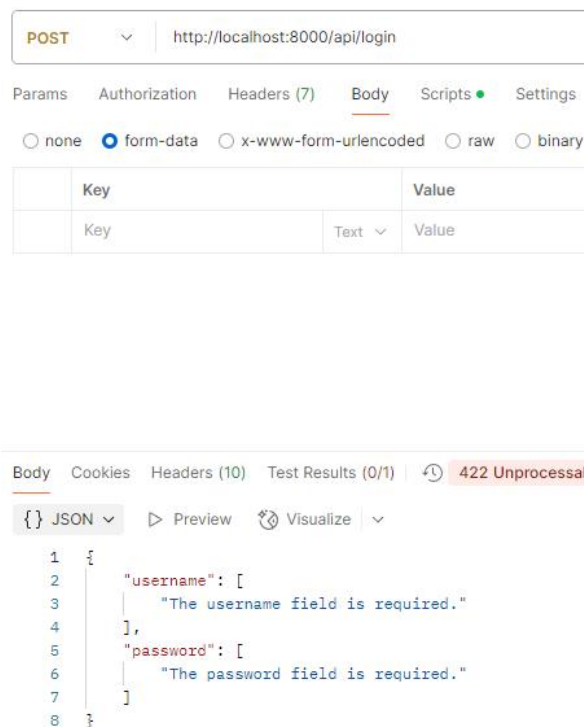 POST http://localhost:8000/api/login
Params Authorization Headers (7) Body Scripts Settings
none form-data x-www-form-urlencoded raw binary
Key Value
Key Text Value
Body Cookies Headers (10) Test Results (0/1) 422 Unprocessa
{} JSON Preview Visualize
1 {
2 "username": [
3 "The username field is required."
4 ],
5 "password": [
6 "The password field is required."
7 ]
8 }